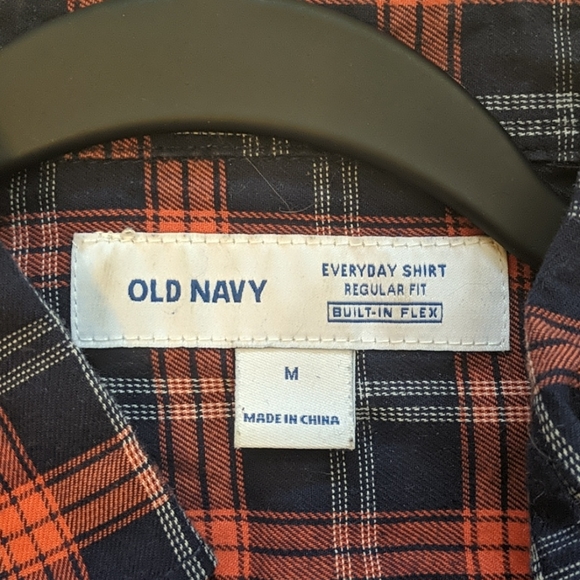 OLD NAVY
EVERYDAY SHIRT
REGULAR FIT
BUILT-IN FLEX
M
MADE IN CHINA